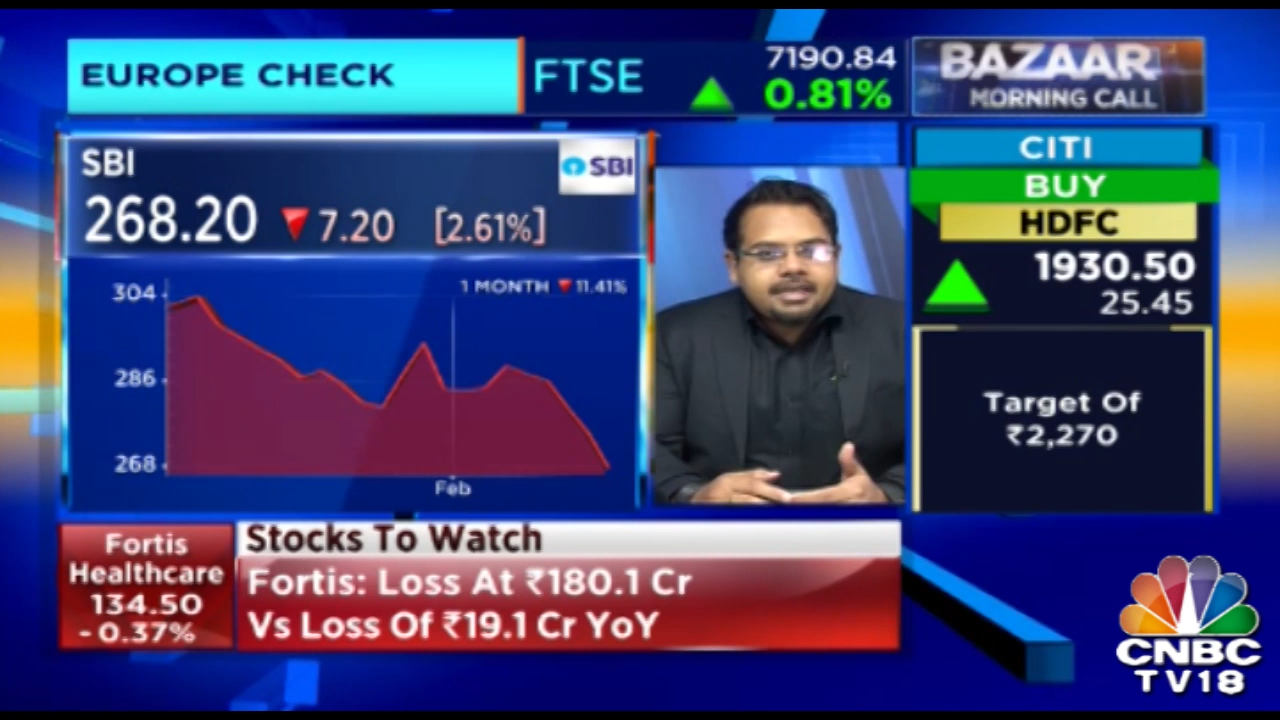 EUROPE CHECK
FTSE
7190.84
0.81%
BAZAAR
MORNING CALL
SBI
SBI
268.20 7.20 [2.61%]
1 MONTH 11.41%
304
286
268
Feb
CITI
BUY
HDFC
1930.50
25.45
Target Of
₹2,270
Fortis
Healthcare
134.50
-0.37%
Stocks To Watch
Fortis: Loss At ₹180.1 Cr
Vs Loss Of ₹19.1 Cr YoY
CNBC
TV18